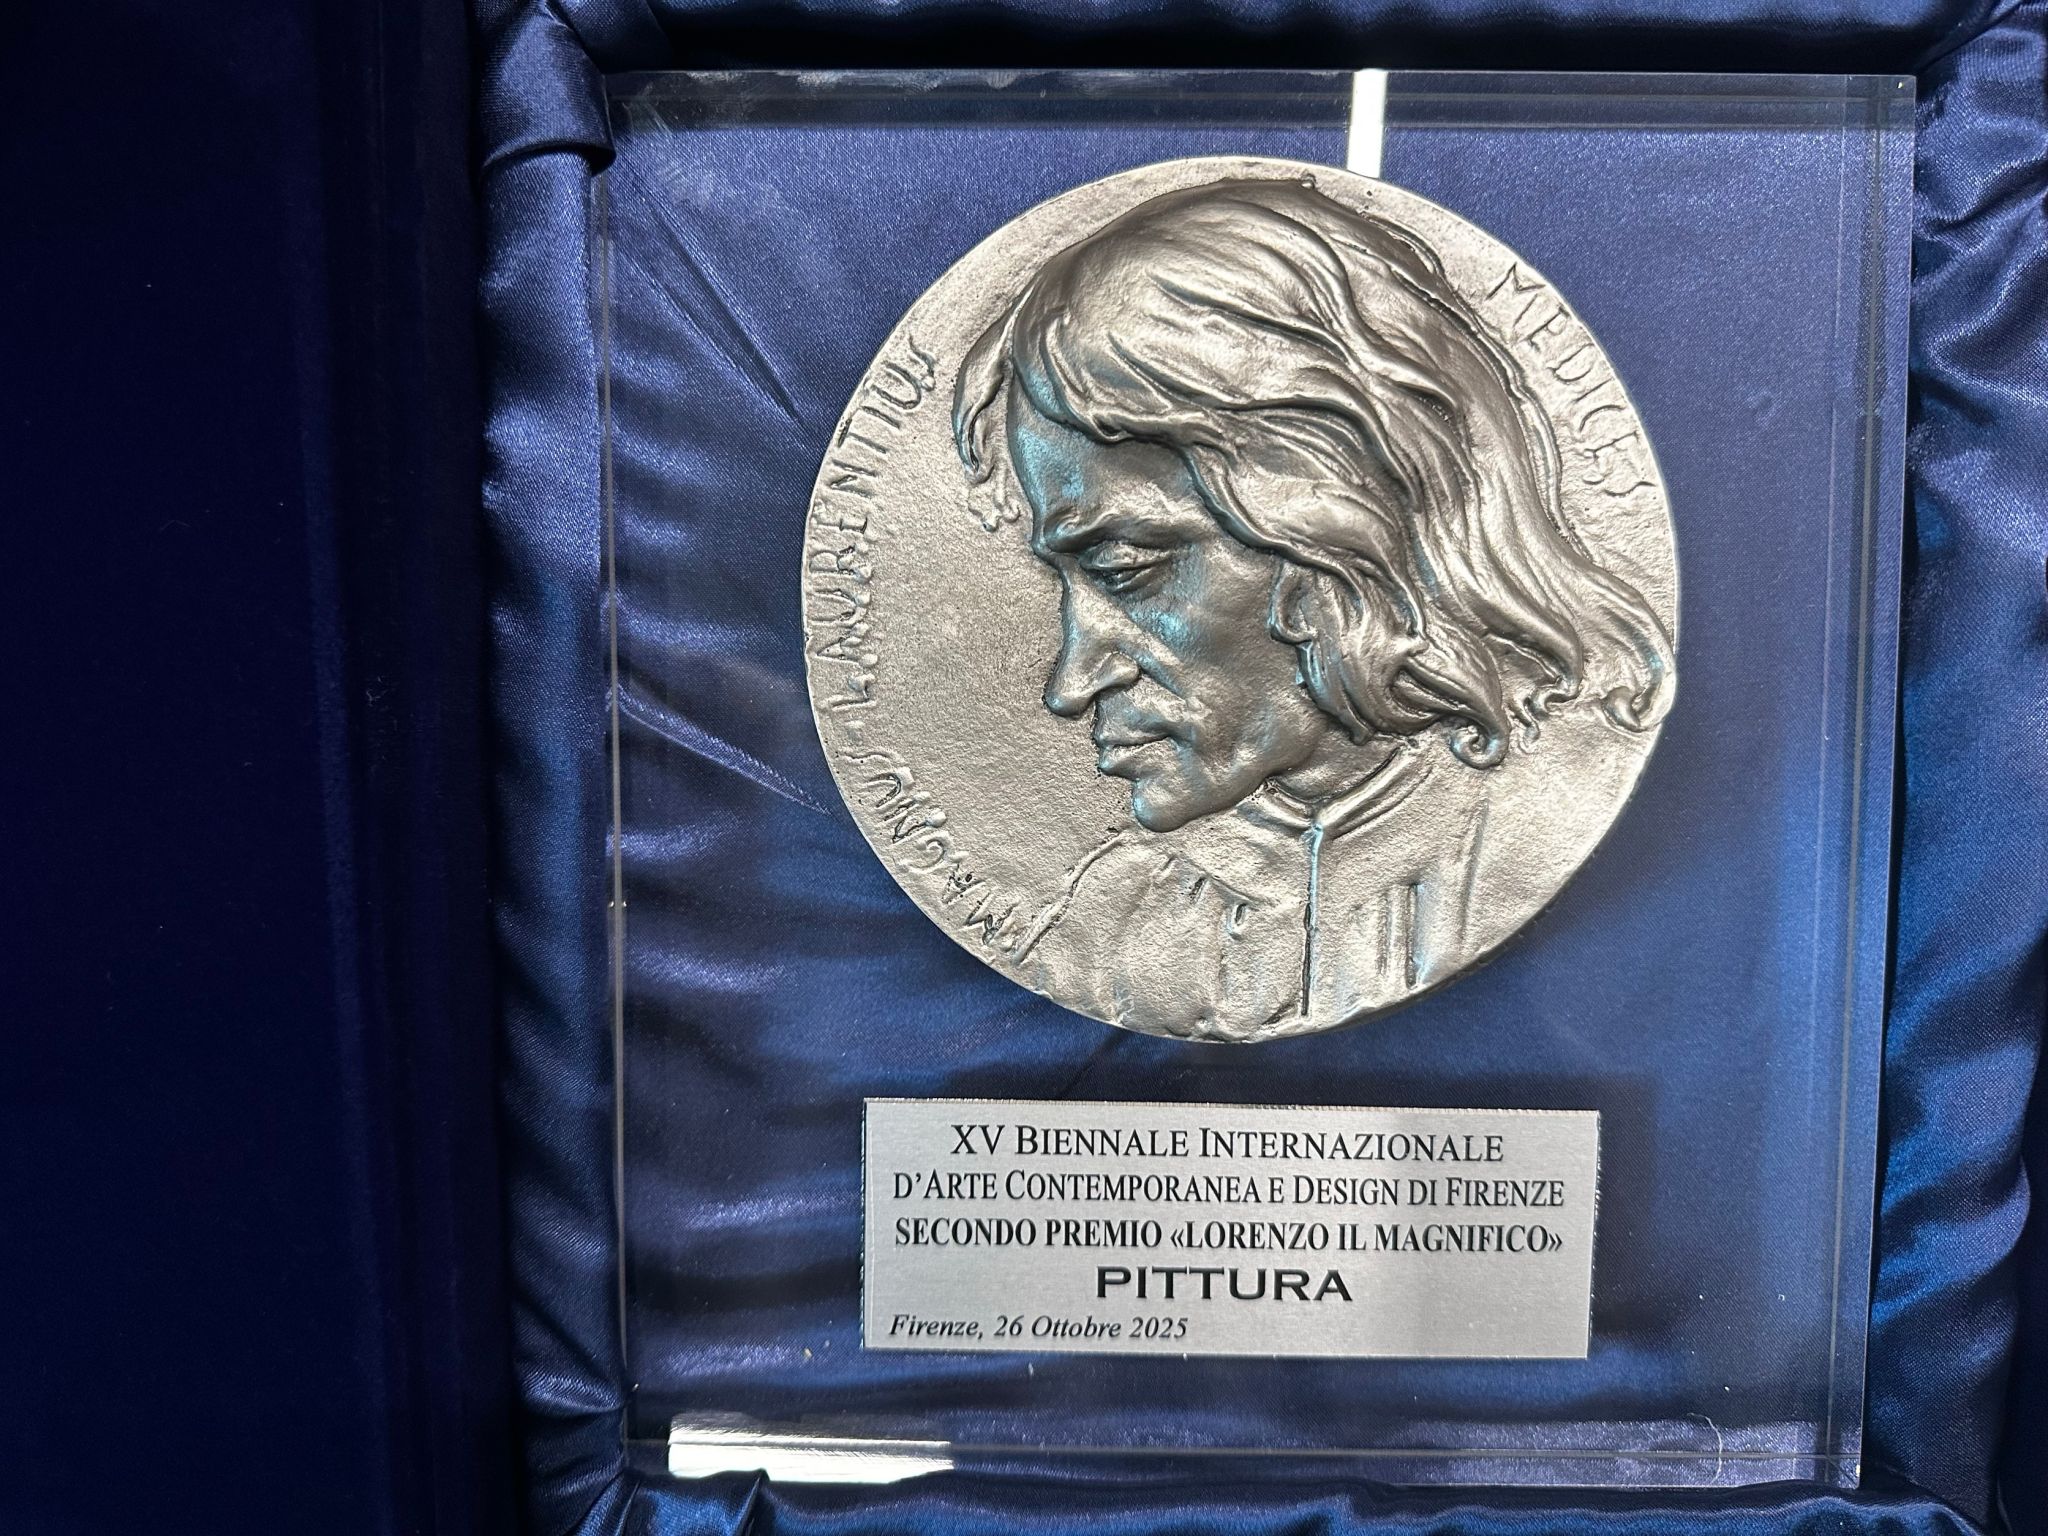 MAGNUS LAURENTIUS MEDICES
XV BIENNALE INTERNAZIONALE
D'ARTE CONTEMPORANEA E DESIGN DI FIRENZE
SECONDO PREMIO «LORENZO IL MAGNIFICO»
PITTURA
Firenze, 26 Ottobre 2025